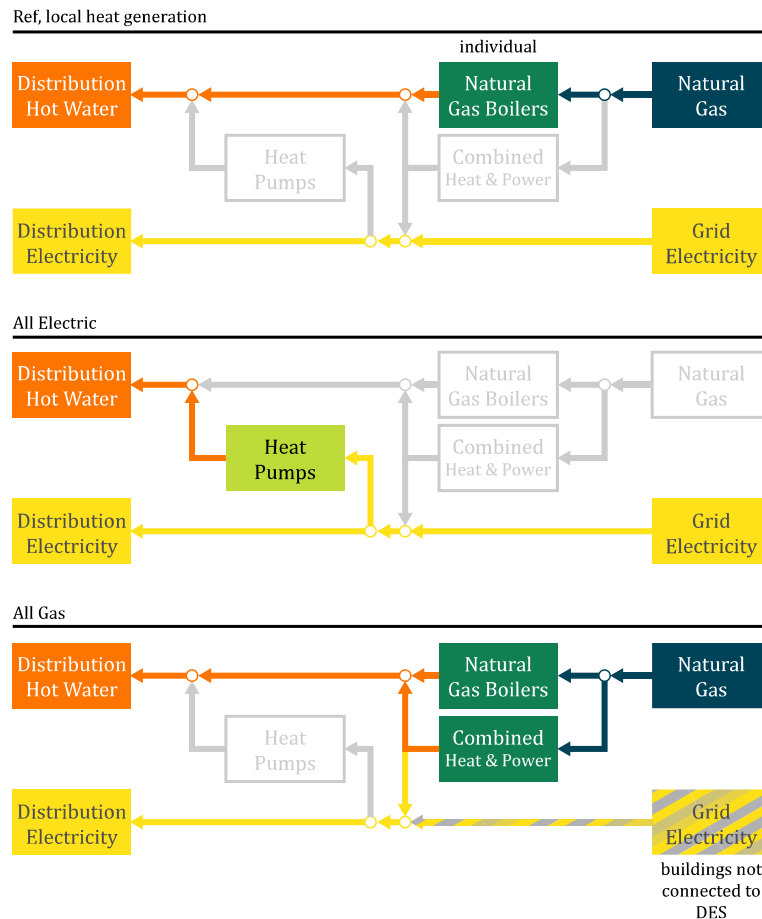 Ref, local heat generation
individual
Distribution
Hot Water
Natural
Gas Boilers
Natural
Gas
Heat
Pumps
Combined
Heat & Power
Distribution
Electricity
Grid
Electricity
All Electric
Distribution
Hot Water
Natural
Gas Boilers
Natural
Gas
Heat
Pumps
Combined
Heat & Power
Distribution
Electricity
Grid
Electricity
All Gas
Distribution
Hot Water
Natural
Gas Boilers
Natural
Gas
Heat
Pumps
Combined
Heat & Power
Distribution
Electricity
Grid
Electricity
buildings not
connected to
DES